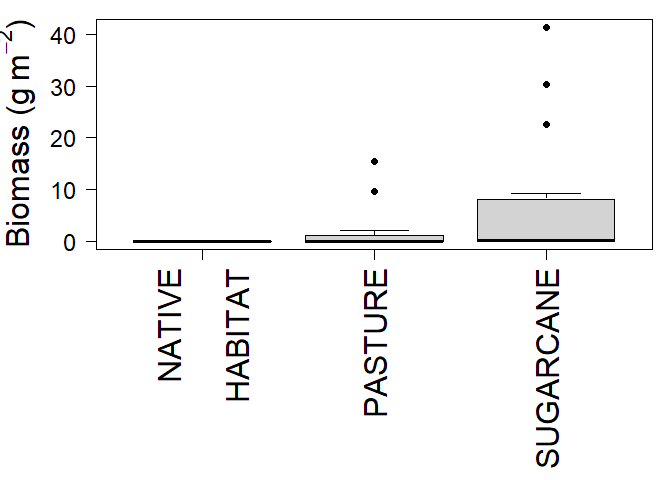 Biomass (g m⁻²)
40
30
20
10
0
NATIVE
HABITAT
PASTURE
SUGARCANE